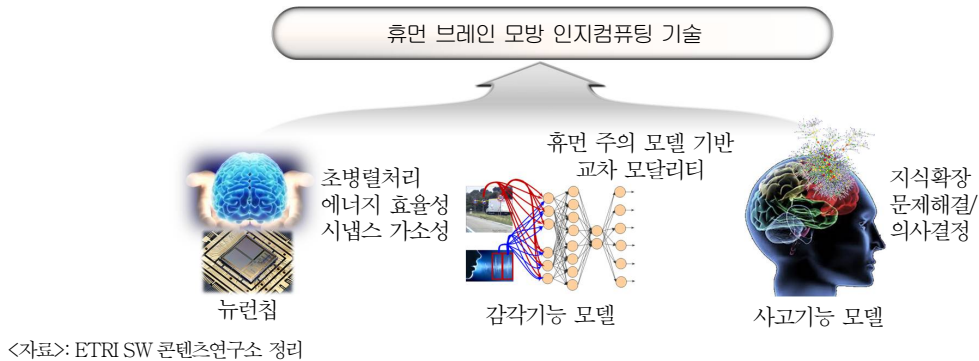 휴먼 브레인 모방 인지컴퓨팅 기술
초병렬처리
에너지 효율성
시냅스 가소성
뉴런칩
휴먼 주의 모델 기반
교차 모달리티
감각기능 모델
지식확장
문제해결/
의사결정
사고기능 모델
<자료>: ETRI SW 콘텐츠연구소 정리